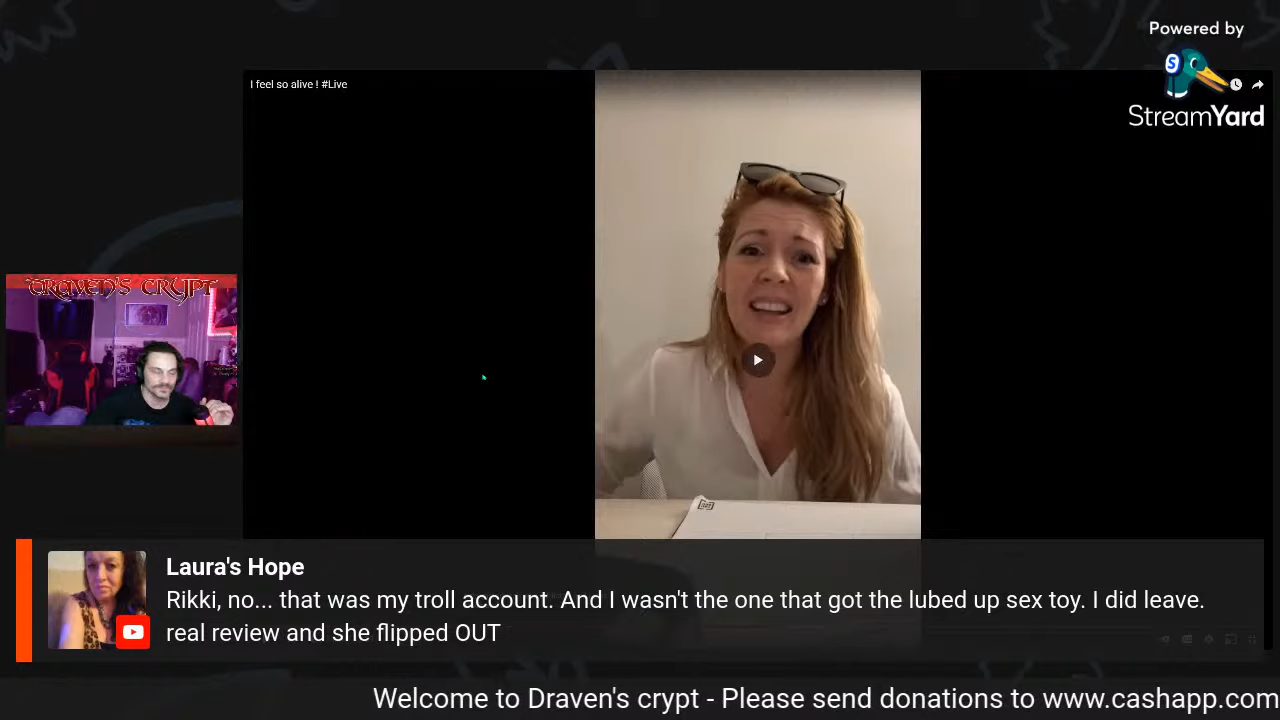 Powered by
StreamYard
I feel so alive ! #Live
DRAVEN'S CRYPT
Laura's Hope
Rikki, no... that was my troll account. And I wasn't the one that got the lubed up sex toy. I did leave.
real review and she flipped OUT
Welcome to Draven's crypt - Please send donations to www.cashapp.com